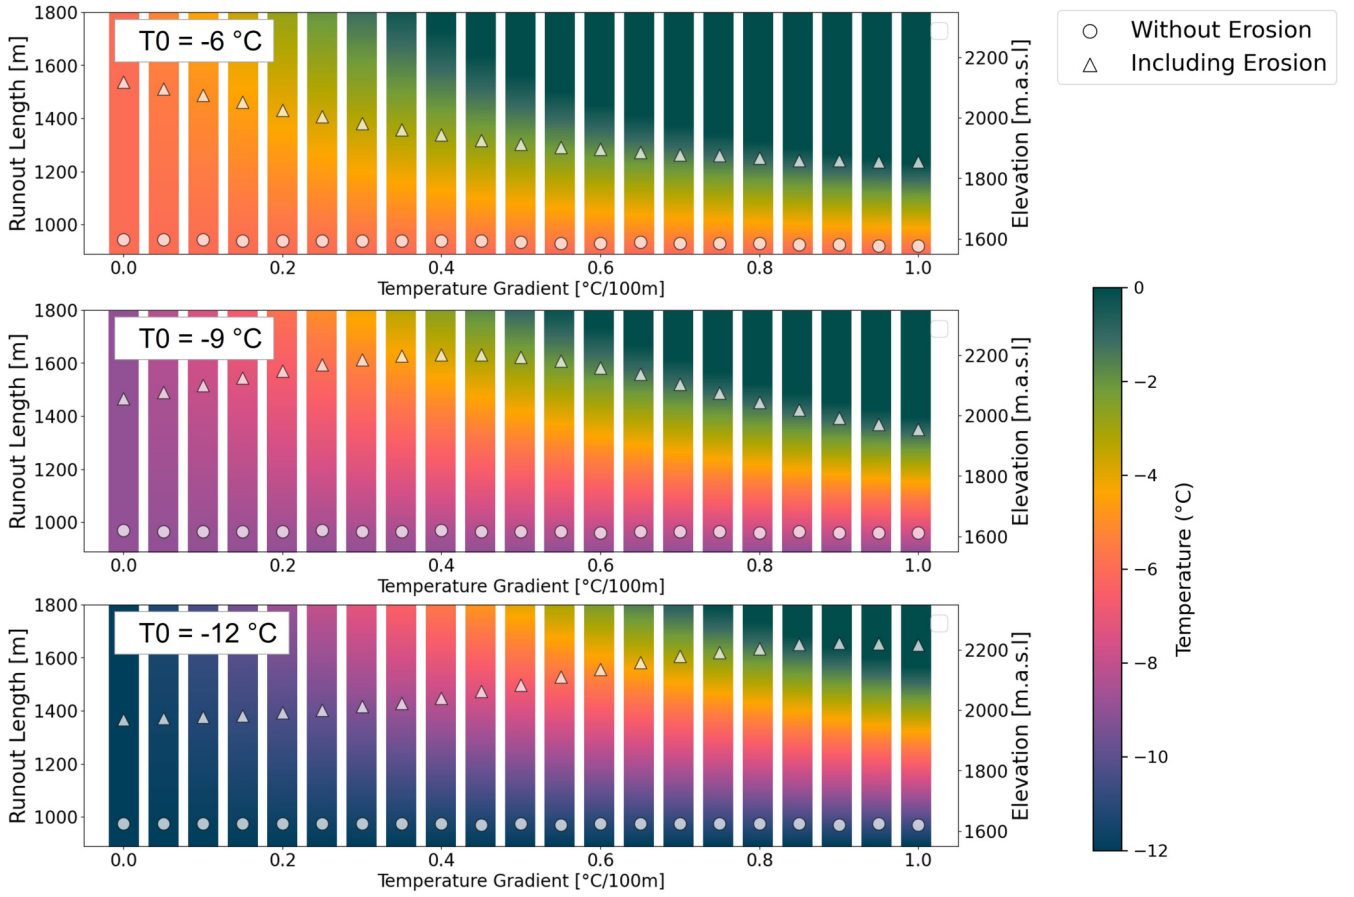 Without Erosion
Including Erosion
T0 = -6 °C
Runout Length [m]
1800
1600
1400
1200
1000
Elevation [m.a.s.l]
2200
2000
1800
1600
0.0 0.2 0.4 0.6 0.8 1.0
Temperature Gradient [°C/100m]
T0 = -9 °C
Runout Length [m]
1800
1600
1400
1200
1000
Elevation [m.a.s.l]
2200
2000
1800
1600
0.0 0.2 0.4 0.6 0.8 1.0
Temperature Gradient [°C/100m]
T0 = -12 °C
Runout Length [m]
1800
1600
1400
1200
1000
Elevation [m.a.s.l]
2200
2000
1800
1600
0.0 0.2 0.4 0.6 0.8 1.0
Temperature Gradient [°C/100m]
0
−2
−4
−6
−8
−10
−12
Temperature (°C)